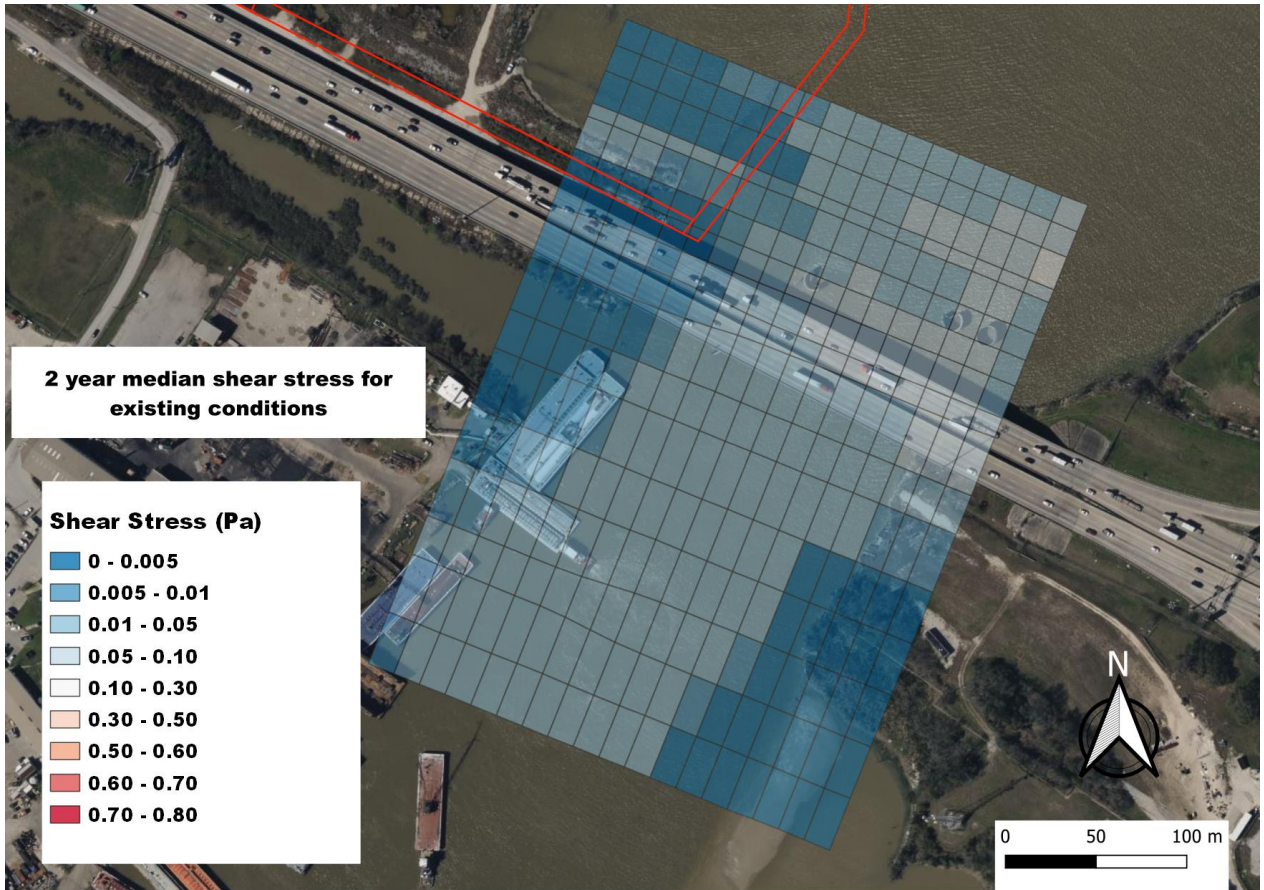 2 year median shear stress for
existing conditions
Shear Stress (Pa)
0 - 0.005
0.005 - 0.01
0.01 - 0.05
0.05 - 0.10
0.10 - 0.30
0.30 - 0.50
0.50 - 0.60
0.60 - 0.70
0.70 - 0.80
N
0 50 100 m